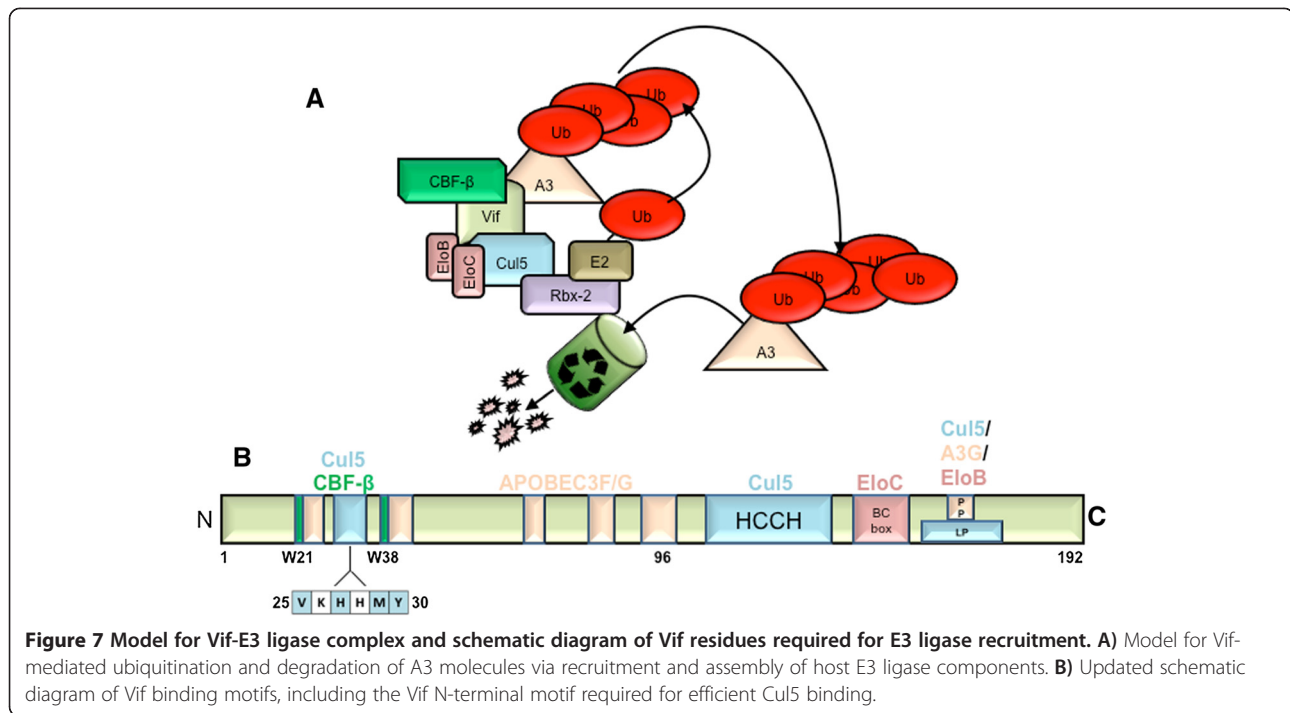 A
Ub
Ub
Ub
Ub
CBF-β
A3
Vif
Ub
EloB
EloC
Cul5
E2
Rbx-2
Ub
Ub
Ub
Ub
Ub
A3
B
Cul5
CBF-β
APOBEC3F/G
Cul5
EloC
Cul5/
A3G/
EloB
N
HCCH
BC
box
P
P
LP
C
1
W21
W38
96
192
25 V K H H M Y 30
Figure 7 Model for Vif-E3 ligase complex and schematic diagram of Vif residues required for E3 ligase recruitment. A) Model for Vif-
mediated ubiquitination and degradation of A3 molecules via recruitment and assembly of host E3 ligase components. B) Updated schematic
diagram of Vif binding motifs, including the Vif N-terminal motif required for efficient Cul5 binding.